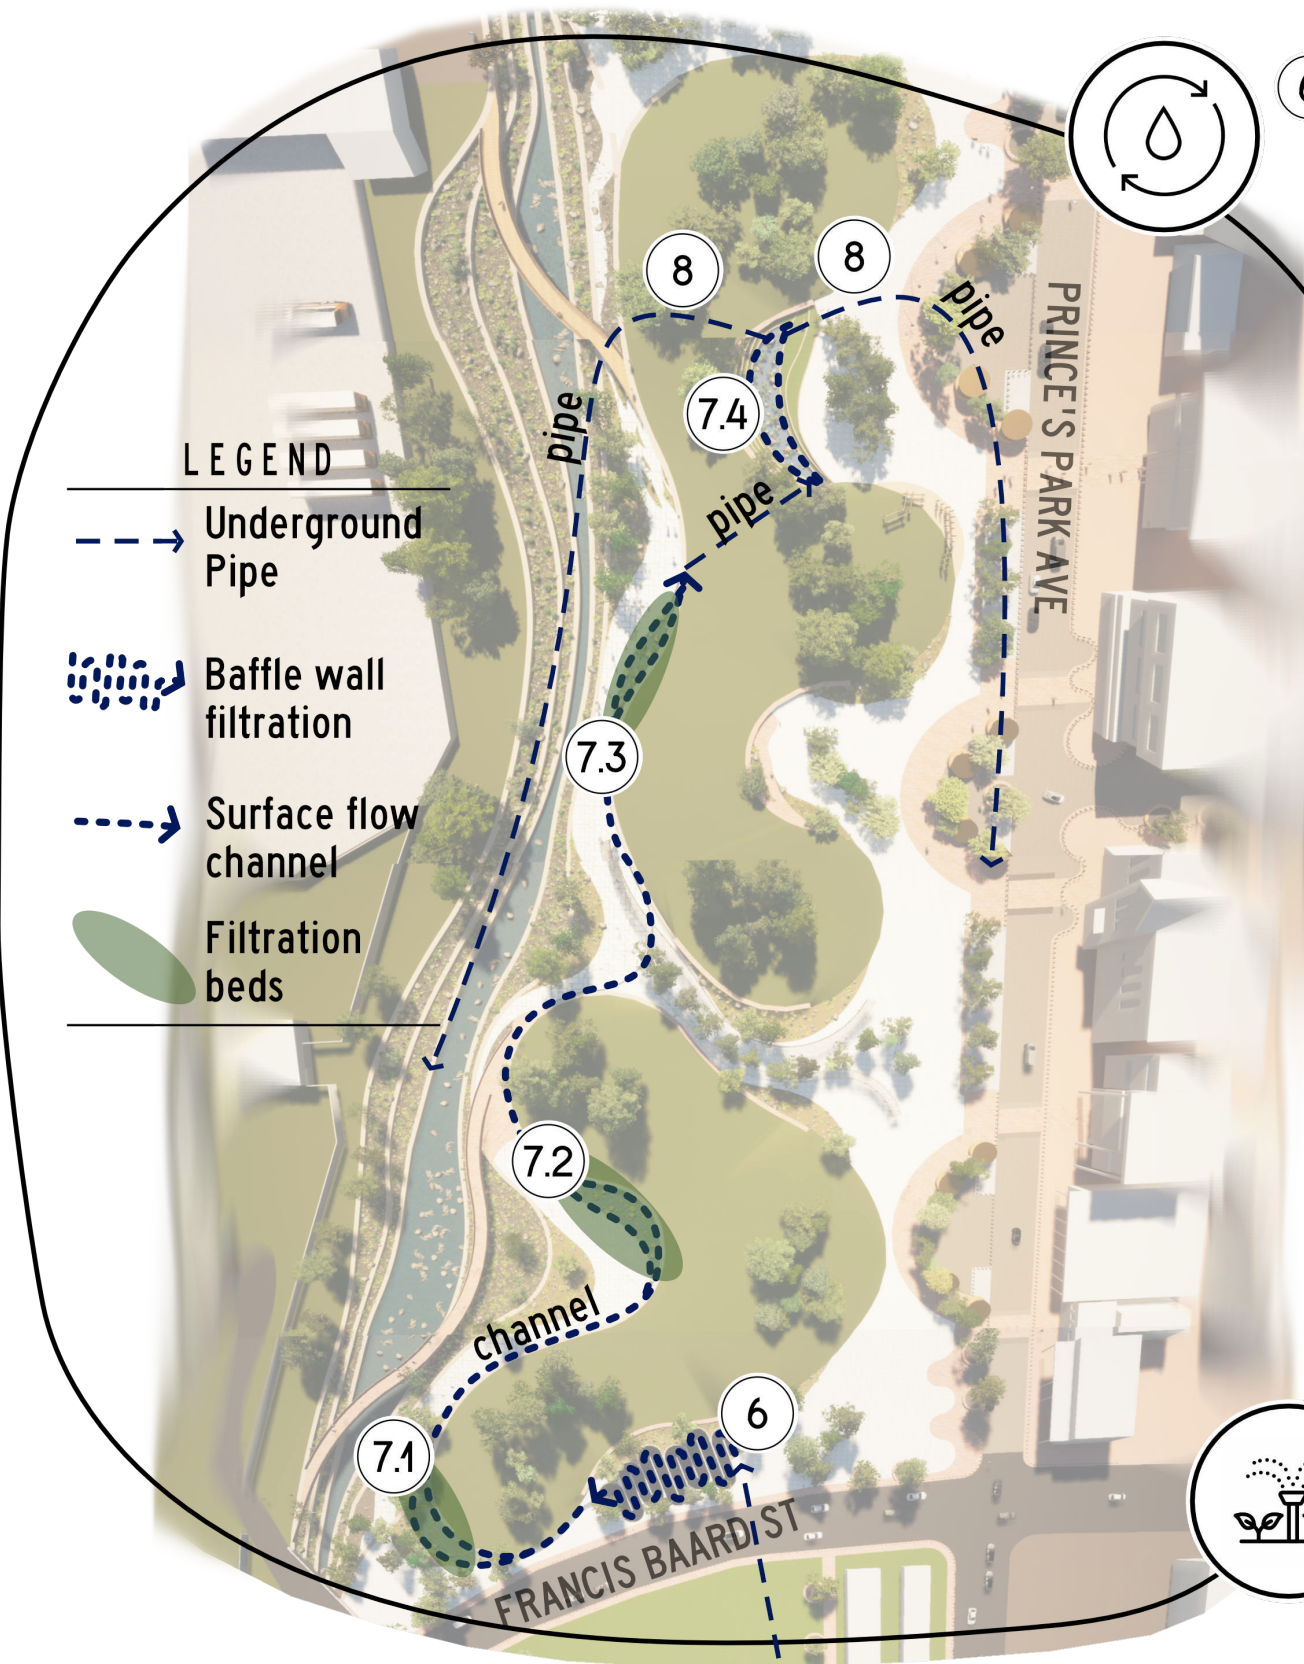 8
8
pipe
PRINCE'S PARK AVE
7.4
pipe
pipe
LEGEND
Underground
Pipe
Baffle wall
filtration
Surface flow
channel
Filtration
beds
7.3
7.2
channel
6
7.1
FRANCIS BAARD ST